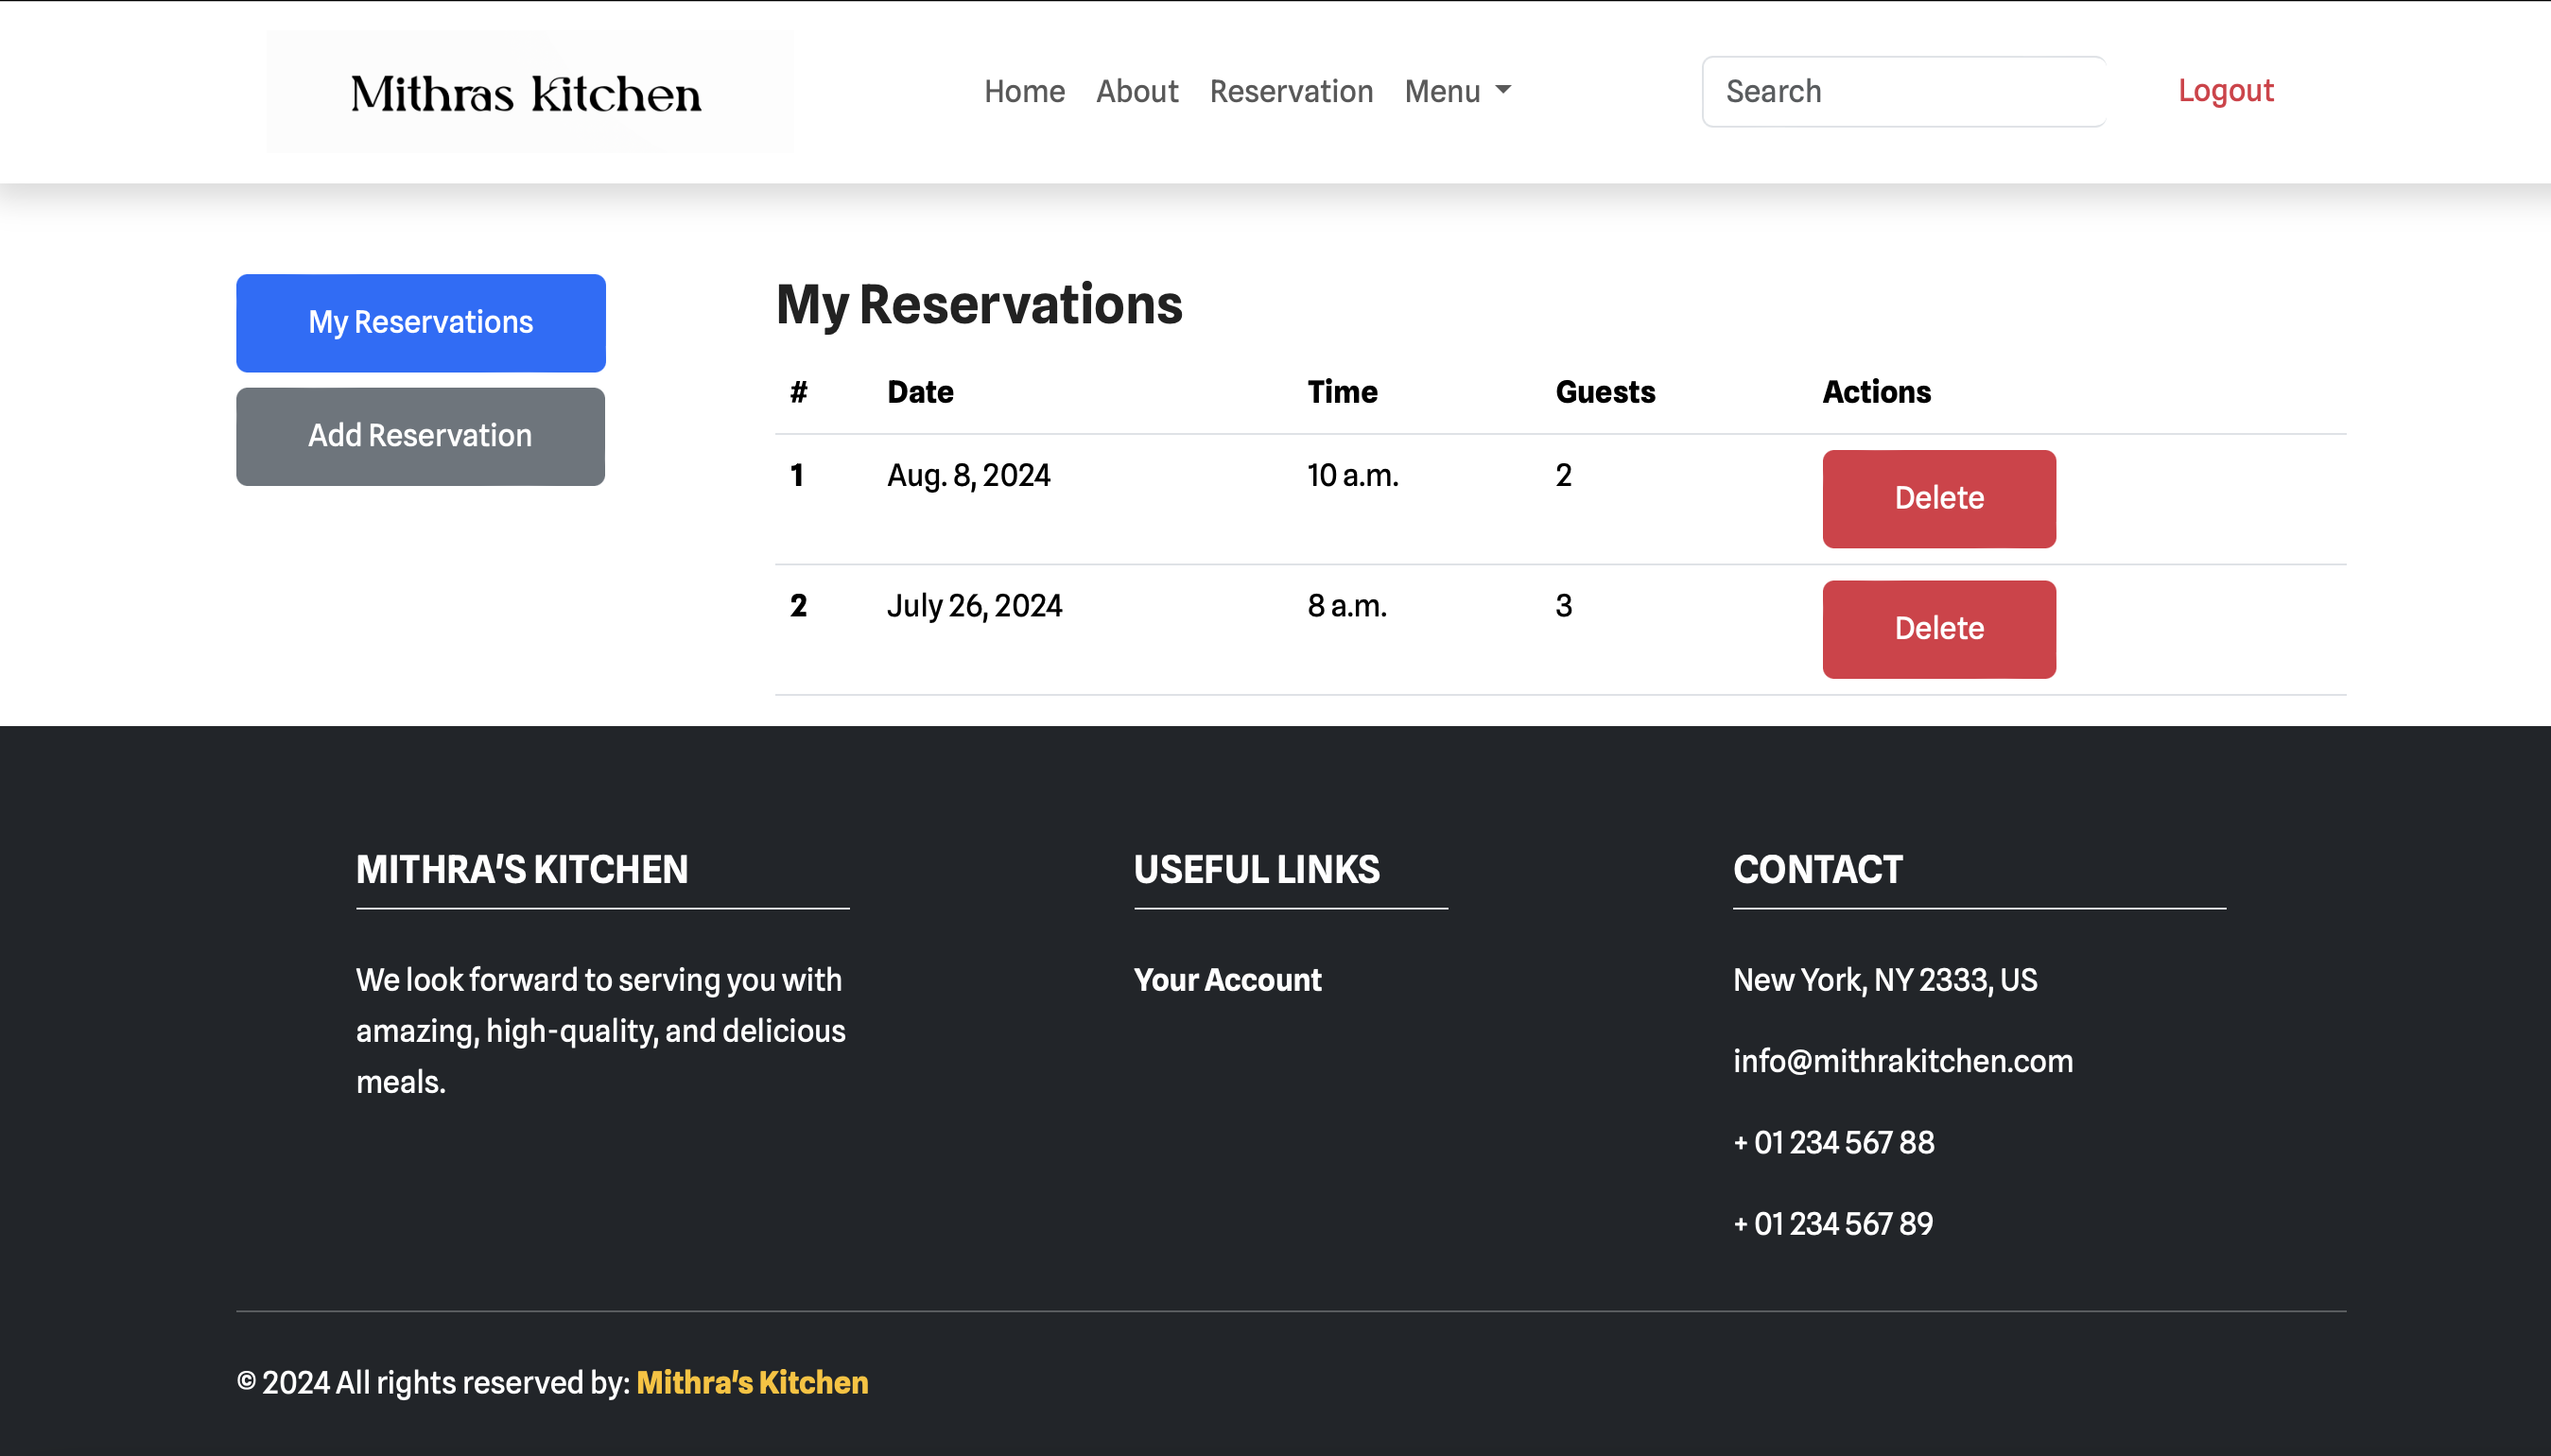 Mithras kitchen
Home About Reservation Menu
Search
Logout
My Reservations
Add Reservation
My Reservations
# Date Time Guests Actions
1 Aug. 8, 2024 10 a.m. 2 Delete
2 July 26, 2024 8 a.m. 3 Delete
MITHRA'S KITCHEN
We look forward to serving you with
amazing, high-quality, and delicious
meals.
USEFUL LINKS
Your Account
CONTACT
New York, NY 2333, US
info@mithrakitchen.com
+ 01 234 567 88
+ 01 234 567 89
© 2024 All rights reserved by: Mithra's Kitchen